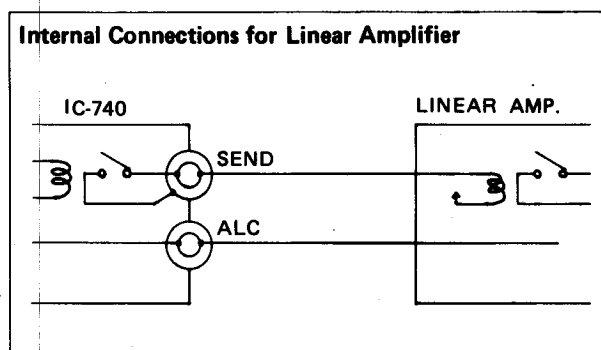 Internal Connections for Linear Amplifier
IC-740
LINEAR AMP.
SEND
ALC